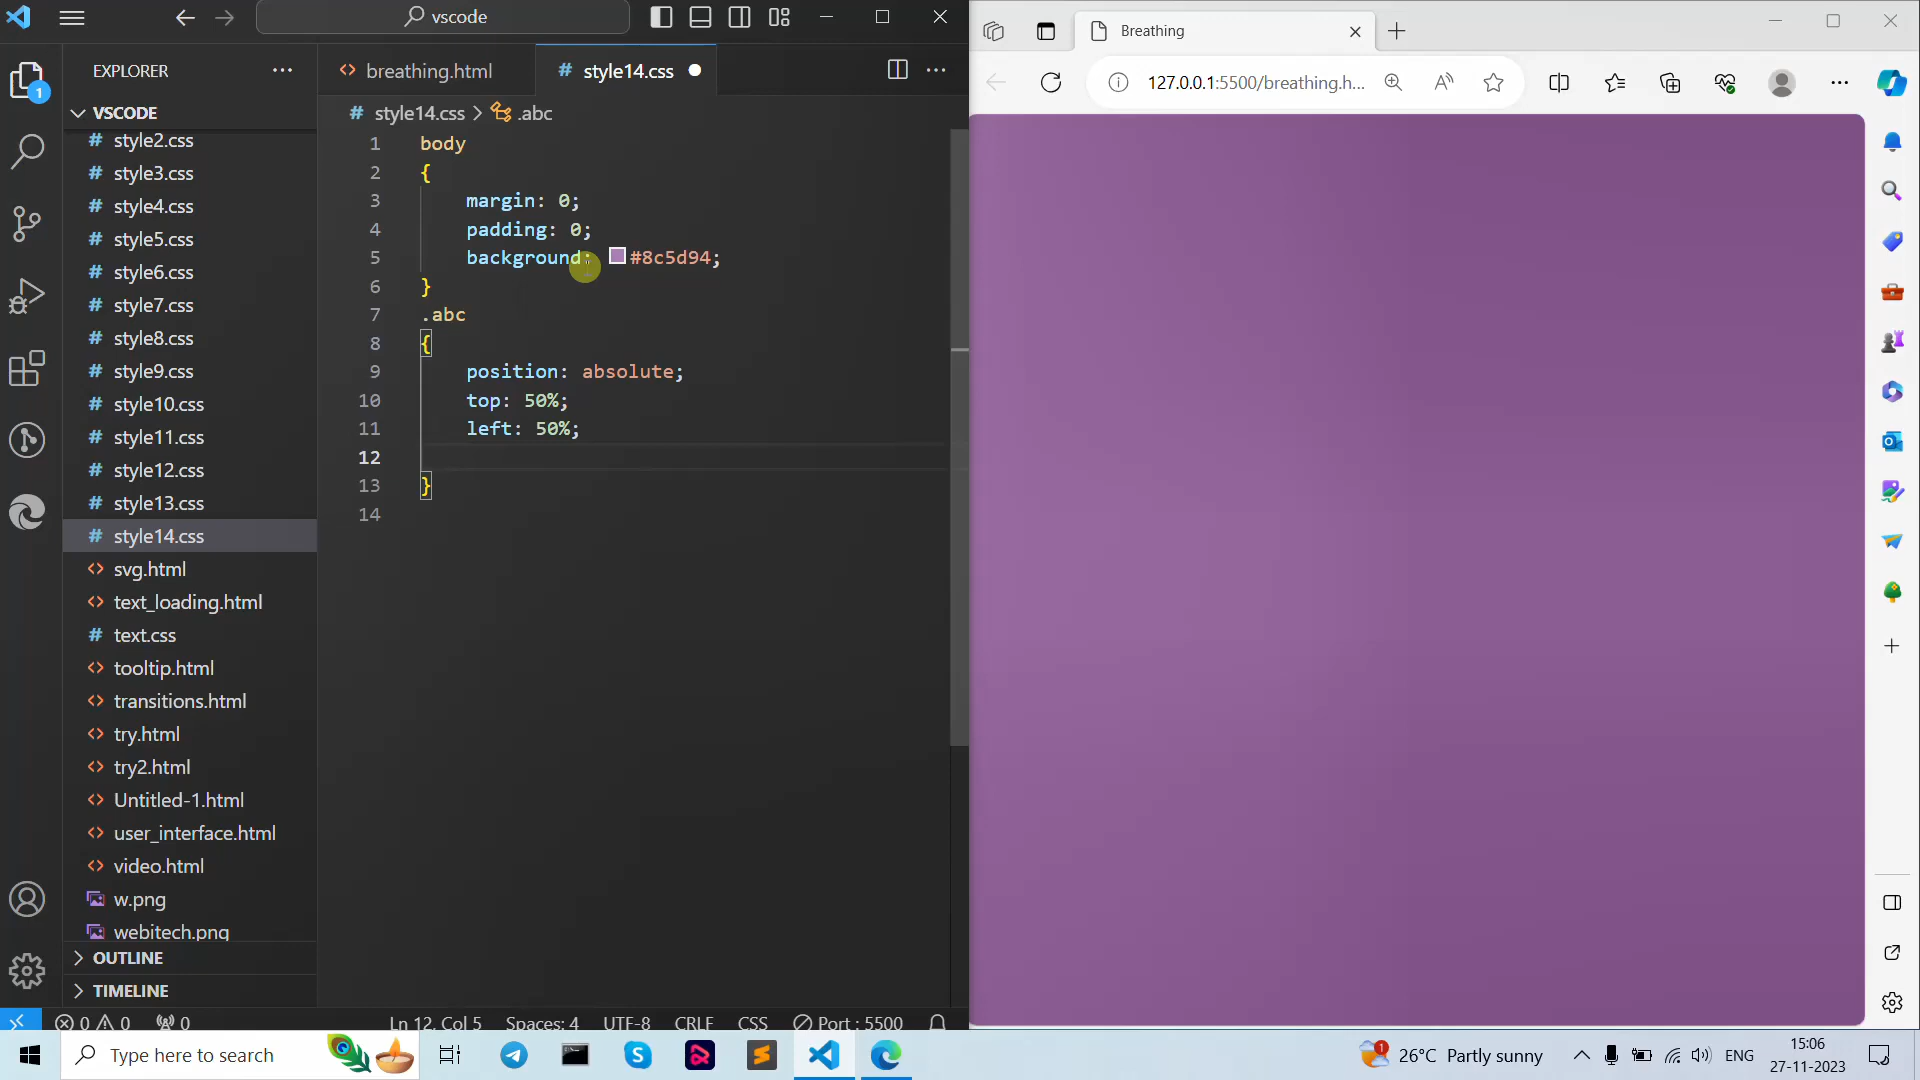 vscode
EXPLORER
VSCODE
style2.css
style3.css
style4.css
style5.css
style6.css
style7.css
style8.css
style9.css
style10.css
style11.css
style12.css
style13.css
style14.css
svg.html
text_loading.html
text.css
tooltip.html
transitions.html
try.html
try2.html
Untitled-1.html
user_interface.html
video.html
w.png
webitech.png
OUTLINE
TIMELINE
breathing.html
# style14.css
# style14.css > .abc
1 body
2 {
3 margin: 0;
4 padding: 0;
5 background: #8c5d94;
6 }
7 .abc
8 {
9 position: absolute;
10 top: 50%;
11 left: 50%;
12
13 }
14
0 0 0
Ln 12, Col 5 Spaces: 4 UTF-8 CRLF CSS Port : 5500
Breathing
127.0.0.1:5500/breathing.h...
Type here to search
26°C Partly sunny
ENG
15:06
27-11-2023